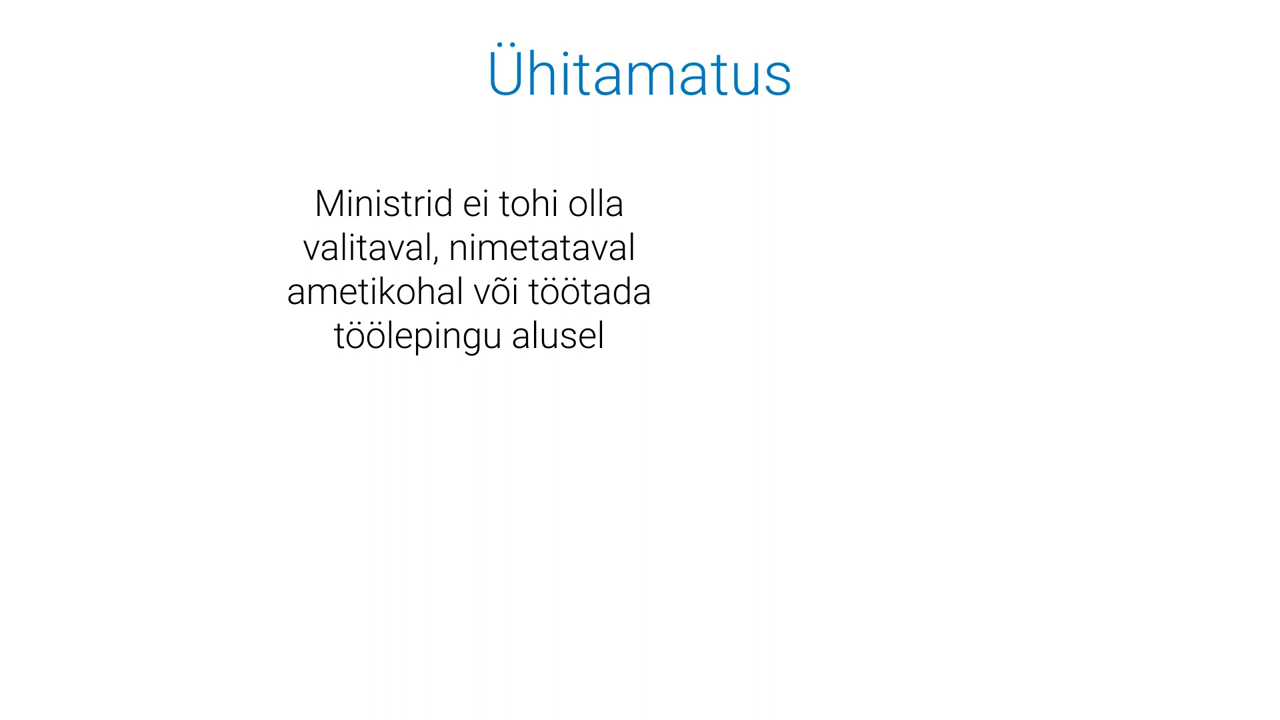 Ühitamatus
Ministrid ei tohi olla
valitaval, nimetataval
ametikohal või töötada
töölepingu alusel